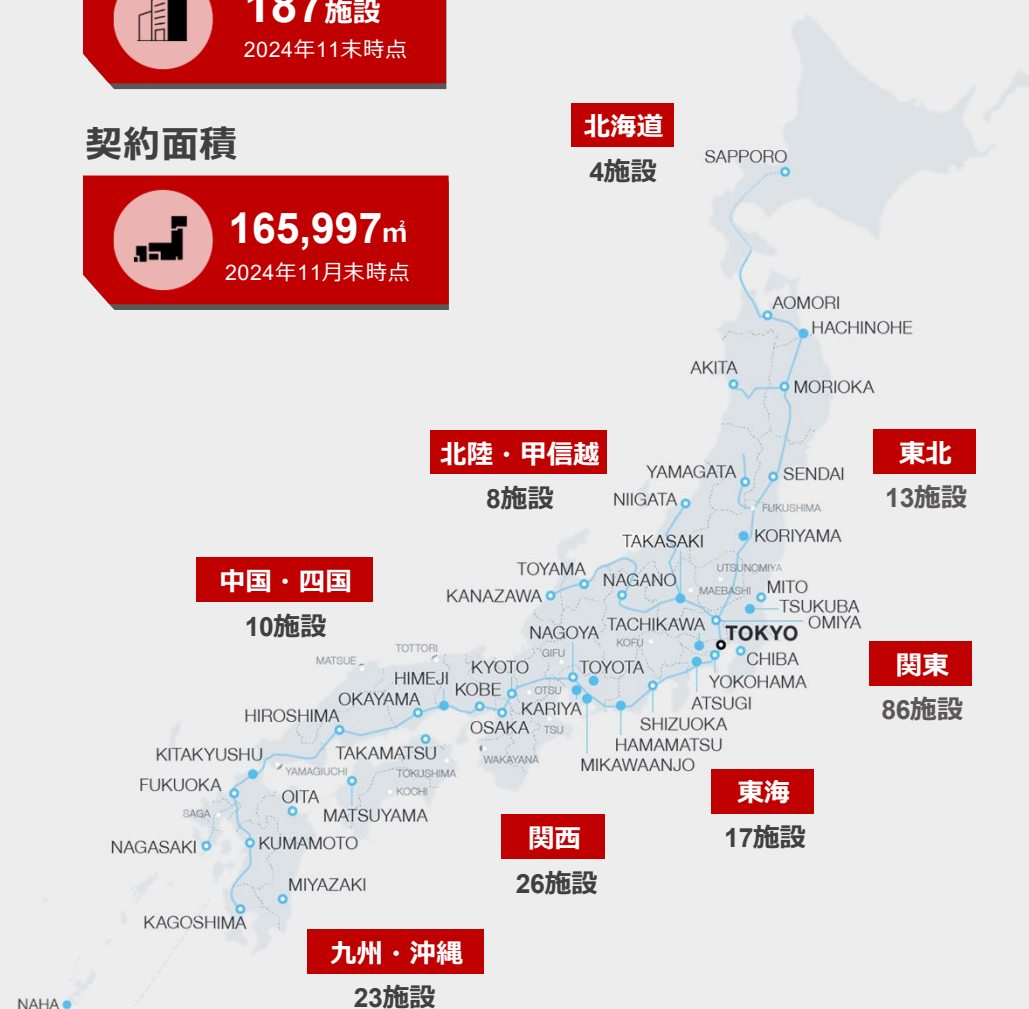 187施設
2024年11末時点
契約面積
165,997㎡
2024年11月末時点
北海道
4施設
SAPPORO
AOMORI
HACHINOHE
AKITA
MORIOKA
北陸・甲信越
8施設
東北
13施設
YAMAGATA
SENDAI
NIIGATA
FUKUSHIMA
TAKASAKI
KORIYAMA
中国・四国
10施設
TOYAMA
NAGANO
UTSUNOMIYA
MAEBASHI
MITO
KANAZAWA
TSUKUBA
OMIYA
NAGOYA
TACHIKAWA
TOKYO
KOFU
GIFU
CHIBA
関東
86施設
MATSUE
TOTTORI
KYOTO
TOYOTA
YOKOHAMA
HIMEJI
KOBE
OTSU
ATSUGI
OKAYAMA
KARIYA
HIROSHIMA
OSAKA
TSU
SHIZUOKA
HAMAMATSU
KITAKYUSHU
TAKAMATSU
WAKAYANA
MIKAWAANJO
YAMAGIUCHI
TOKUSHIMA
FUKUOKA
KOCHI
OITA
東海
17施設
SAGA
MATSUYAMA
関西
26施設
NAGASAKI
KUMAMOTO
MIYAZAKI
KAGOSHIMA
九州・沖縄
23施設
NAHA